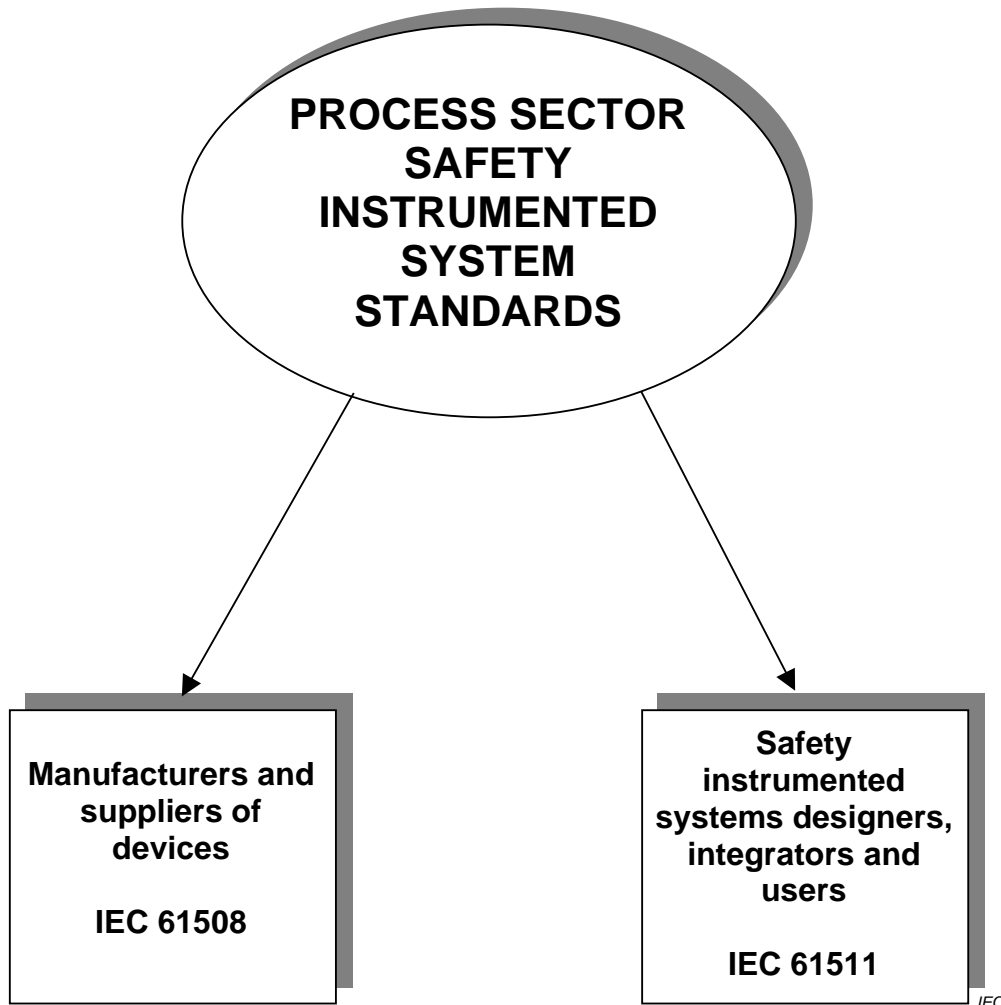 PROCESS SECTOR
SAFETY
INSTRUMENTED
SYSTEM
STANDARDS
Manufacturers and
suppliers of
devices
IEC 61508
Safety
instrumented
systems designers,
integrators and
users
IEC 61511
IEC